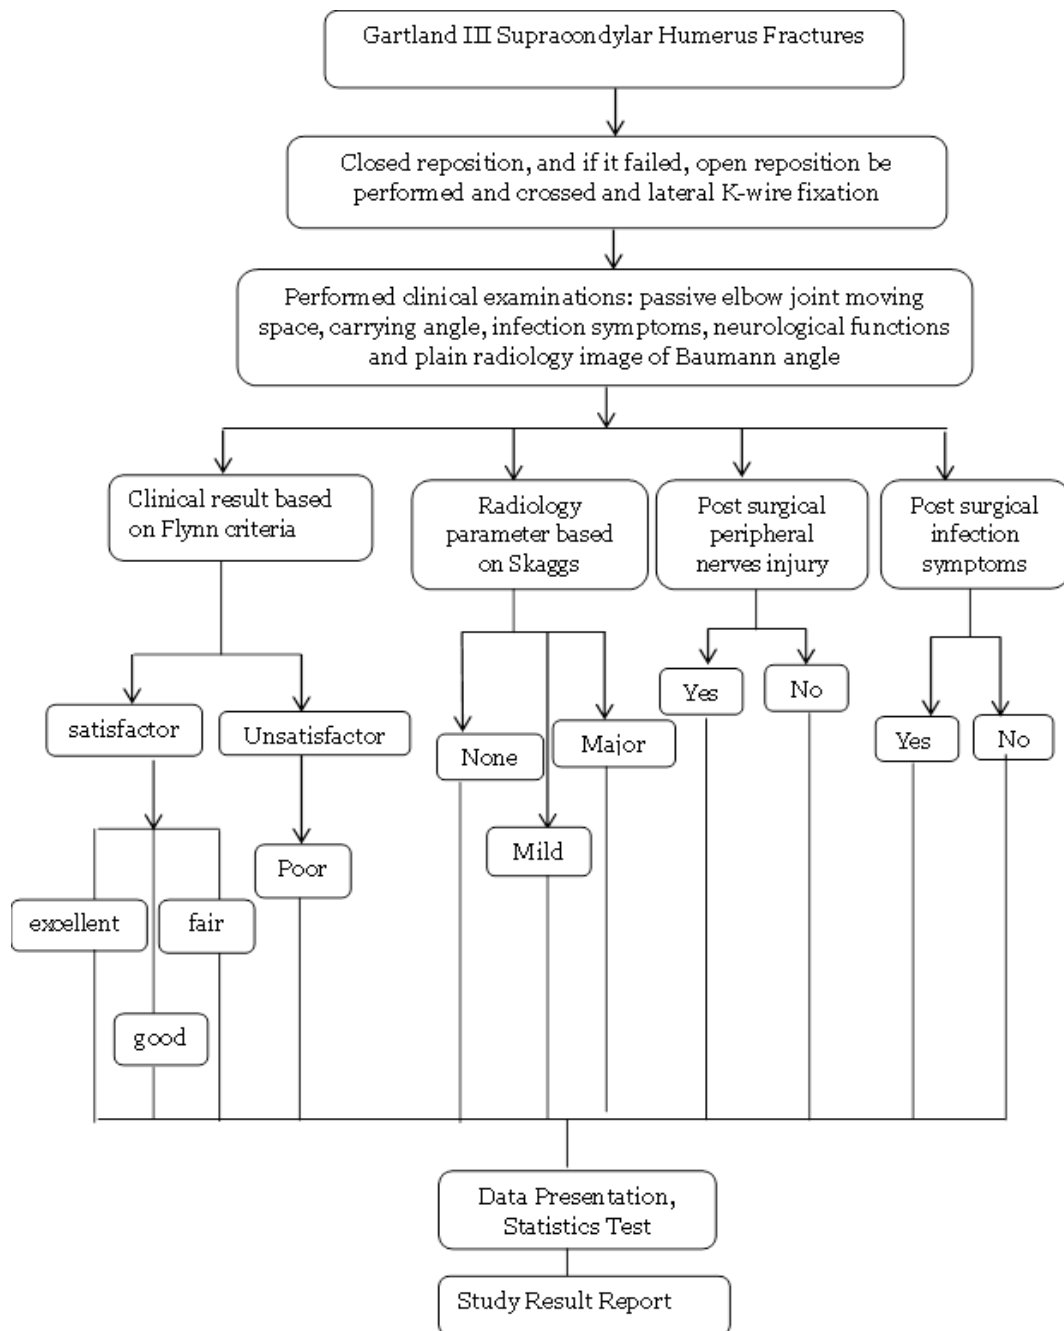 Gartland III Supracondylar Humerus Fractures
Closed reposition, and if it failed, open reposition be
performed and crossed and lateral K-wire fixation
Performed clinical examinations: passive elbow joint moving
space, carrying angle, infection symptoms, neurological functions
and plain radiology image of Baumann angle
Clinical result based
on Flynn criteria
Radiology
parameter based
on Skaggs
Post surgical
peripheral
nerves injury
Post surgical
infection
symptoms
satisfactor
Unsatisfactor
None
Major
Mild
Yes
No
Yes
No
Poor
excellent
fair
good
Data Presentation,
Statistics Test
Study Result Report